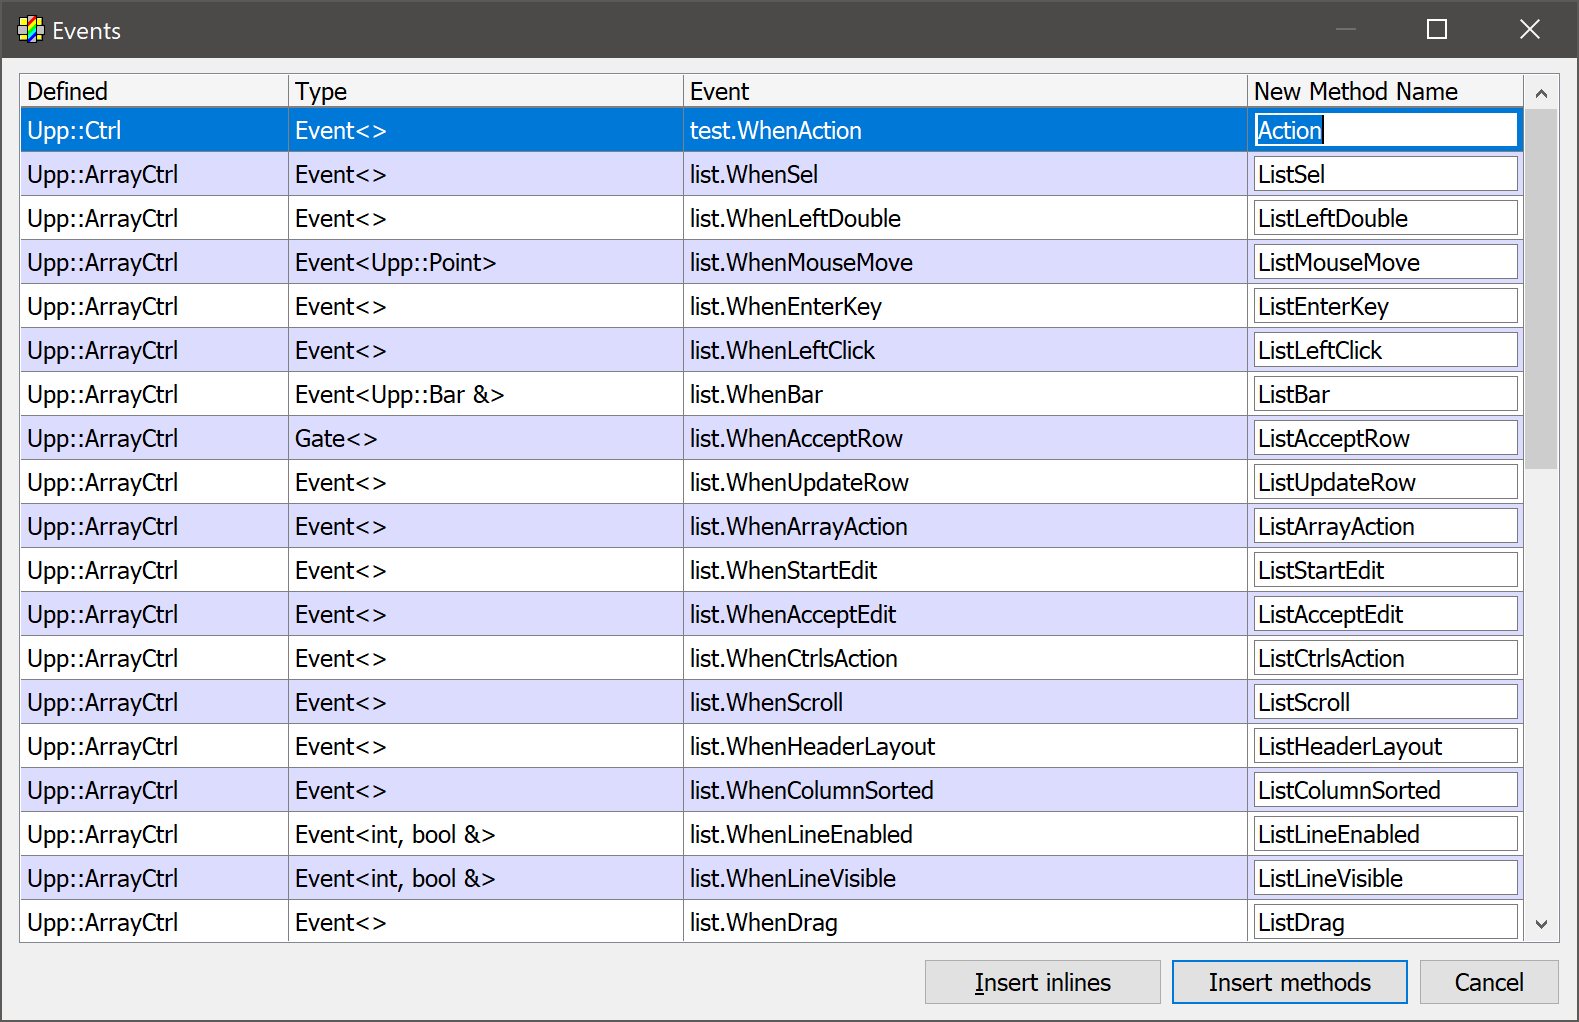 Events
Defined Type Event New Method Name
Upp::Ctrl Event<> test.WhenAction Action
Upp::ArrayCtrl Event<> list.WhenSel ListSel
Upp::ArrayCtrl Event<> list.WhenLeftDouble ListLeftDouble
Upp::ArrayCtrl Event<Upp::Point> list.WhenMouseMove ListMouseMove
Upp::ArrayCtrl Event<> list.WhenEnterKey ListEnterKey
Upp::ArrayCtrl Event<> list.WhenLeftClick ListLeftClick
Upp::ArrayCtrl Event<Upp::Bar &> list.WhenBar ListBar
Upp::ArrayCtrl Gate<> list.WhenAcceptRow ListAcceptRow
Upp::ArrayCtrl Event<> list.WhenUpdateRow ListUpdateRow
Upp::ArrayCtrl Event<> list.WhenArrayAction ListArrayAction
Upp::ArrayCtrl Event<> list.WhenStartEdit ListStartEdit
Upp::ArrayCtrl Event<> list.WhenAcceptEdit ListAcceptEdit
Upp::ArrayCtrl Event<> list.WhenCtrlsAction ListCtrlsAction
Upp::ArrayCtrl Event<> list.WhenScroll ListScroll
Upp::ArrayCtrl Event<> list.WhenHeaderLayout ListHeaderLayout
Upp::ArrayCtrl Event<> list.WhenColumnSorted ListColumnSorted
Upp::ArrayCtrl Event<int, bool &> list.WhenLineEnabled ListLineEnabled
Upp::ArrayCtrl Event<int, bool &> list.WhenLineVisible ListLineVisible
Upp::ArrayCtrl Event<> list.WhenDrag ListDrag
Insert inlines Insert methods Cancel